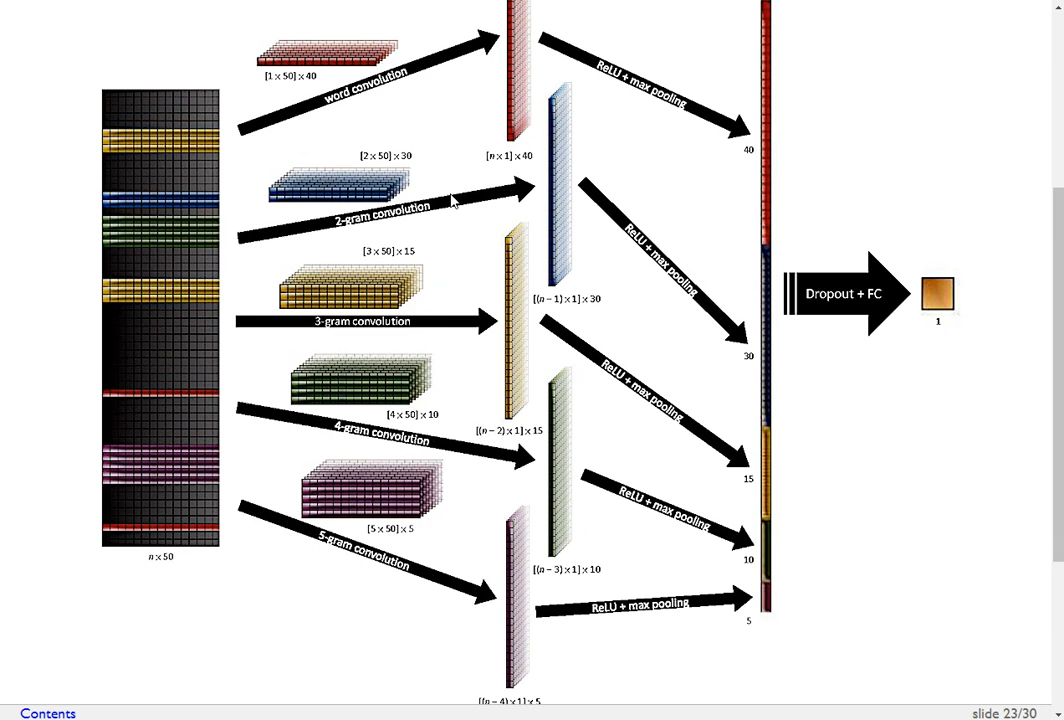 [1 x 50] x 40
word convolution
ReLU + max pooling
40
[n x 1] x 40
[2 x 50] x 30
2-gram convolution
[(n − 1) x 1] x 30
ReLU + max pooling
30
[3 x 50] x 15
3-gram convolution
[(n − 2) x 1] x 15
ReLU + max pooling
15
Dropout + FC
1
[4 x 50] x 10
4-gram convolution
[(n − 3) x 1] x 10
ReLU + max pooling
10
[5 x 50] x 5
5-gram convolution
[(n − 4) x 1] x 5
ReLU + max pooling
5
n x 50
Contents
slide 23/30